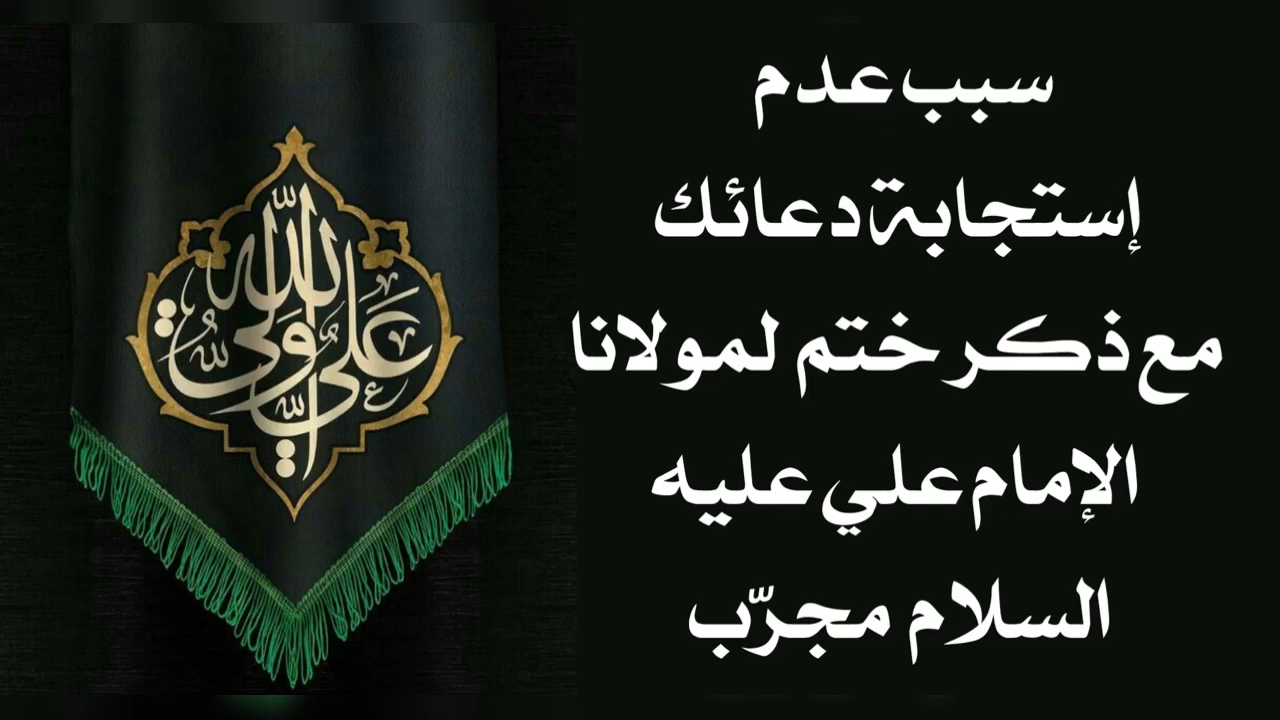 سبب عدم
إستجابة دعائك
مع ذكر ختم لمولانا
الإمام علي عليه
السلام مجرّب
علي ولي الله